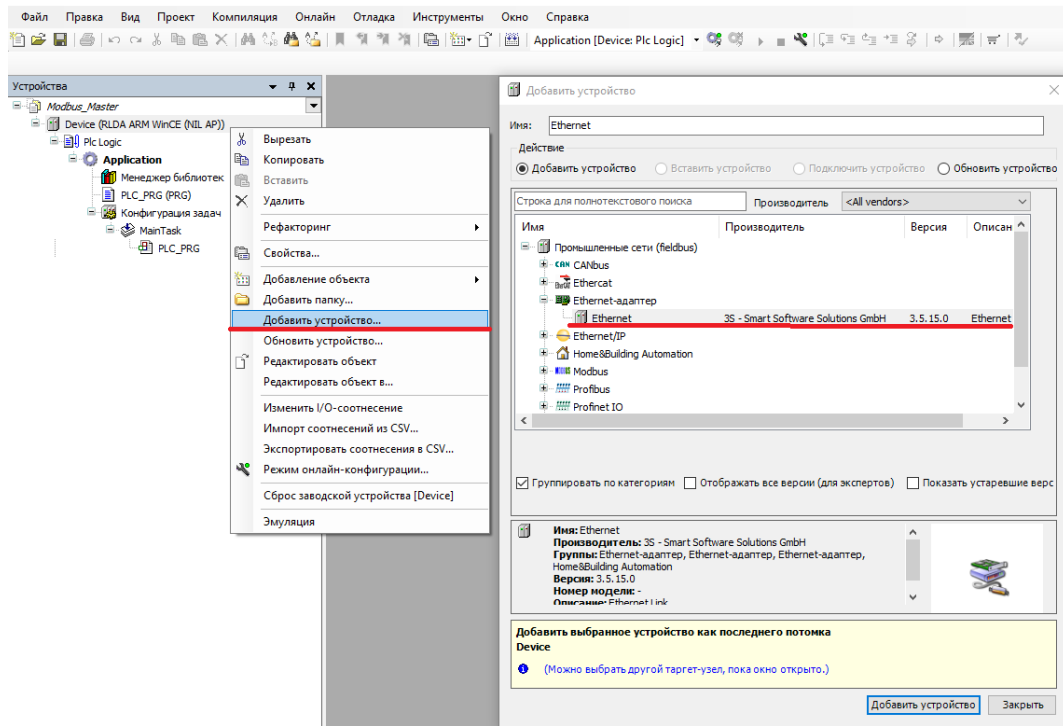 Файл Правка Вид Проект Компиляция Онлайн Отладка Инструменты Окно Справка
Application [Device: Plc Logic]
Устройства
Modbus_Master
Device (RLDA ARM WinCE (NIL AP))
Plc Logic
Application
Менеджер библиотек
PLC_PRG (PRG)
Конфигурация задач
MainTask
PLC_PRG
Вырезать
Копировать
Вставить
Удалить
Рефакторинг
Свойства...
Добавление объекта
Добавить папку...
Добавить устройство...
Обновить устройство...
Редактировать объект
Редактировать объект в...
Изменить I/O-соотнесение
Импорт соотнесений из CSV...
Экспортировать соотнесения в CSV...
Режим онлайн-конфигурации...
Сброс заводской устройства [Device]
Эмуляция
Добавить устройство
Имя: Ethernet
Действие
Добавить устройство Вставить устройство Подключить устройство Обновить устройство
Строка для полнотекстового поиска Производитель <All vendors>
Имя Производитель Версия Описан
Промышленные сети (fieldbus)
CAN CANbus
EtherCAT Ethercat
Ethernet-адаптер
Ethernet 3S - Smart Software Solutions GmbH 3.5.15.0 Ethernet
Ethernet/IP
Home&Building Automation
Modbus
Profibus
Profinet IO
Группировать по категориям Отображать все версии (для экспертов) Показать устаревшие верс
Имя: Ethernet
Производитель: 3S - Smart Software Solutions GmbH
Группы: Ethernet-адаптер, Ethernet-адаптер, Ethernet-адаптер,
Home&Building Automation
Версия: 3.5.15.0
Номер модели: -
Описание: Ethernet Link
Добавить выбранное устройство как последнего потомка
Device
(Можно выбрать другой таргет-узел, пока окно открыто.)
Добавить устройство Закрыть